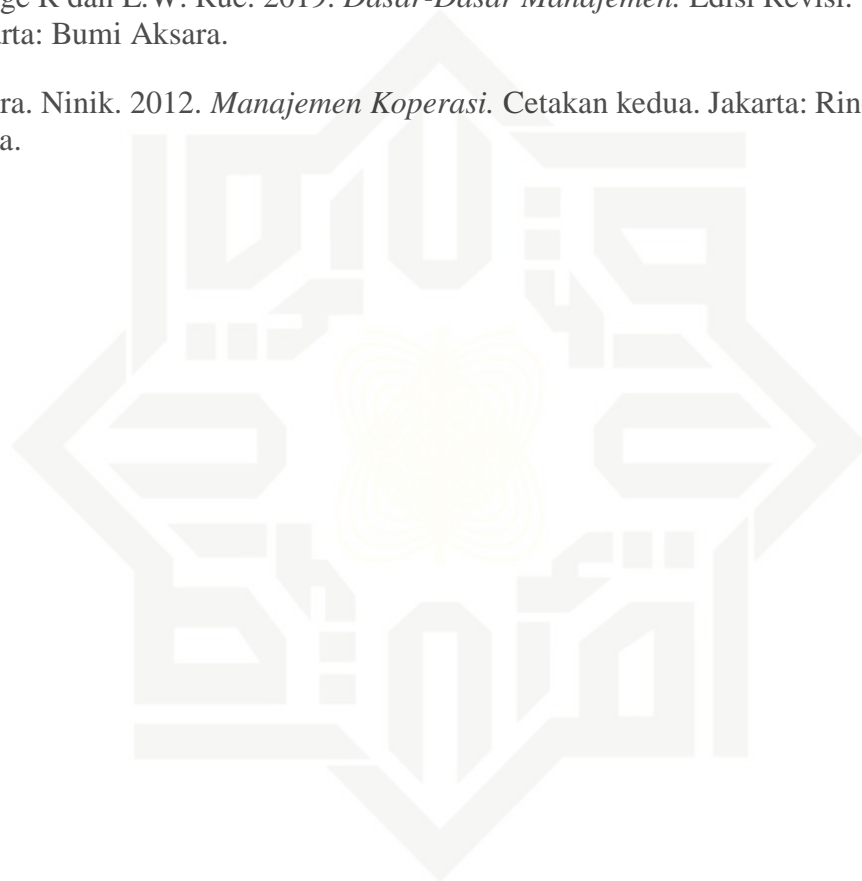 ge R dan L.W. Rue. 2019. Dasar-Dasar Manajemen. Edisi Revisi.
rta: Bumi Aksara.
ra. Ninik. 2012. Manajemen Koperasi. Cetakan kedua. Jakarta: Rin
a.